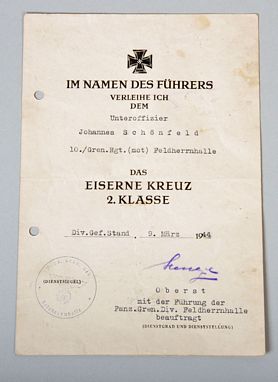 IM NAMEN DES FÜHRERS
VERLEIHE ICH
DEM
Unteroffizier
Johannes Schönfeld
10./Gren.Rgt.(mot) Feldherrnhalle
DAS
EISERNE KREUZ
2. KLASSE
Div.Gef.Stand 9. März 1944
(DIENSTSIEGEL)
Oberst
mit der Führung der
Panz.Gren.Div. Feldherrnhalle
beauftragt
(DIENSTGRAD UND DIENSTSTELLUNG)